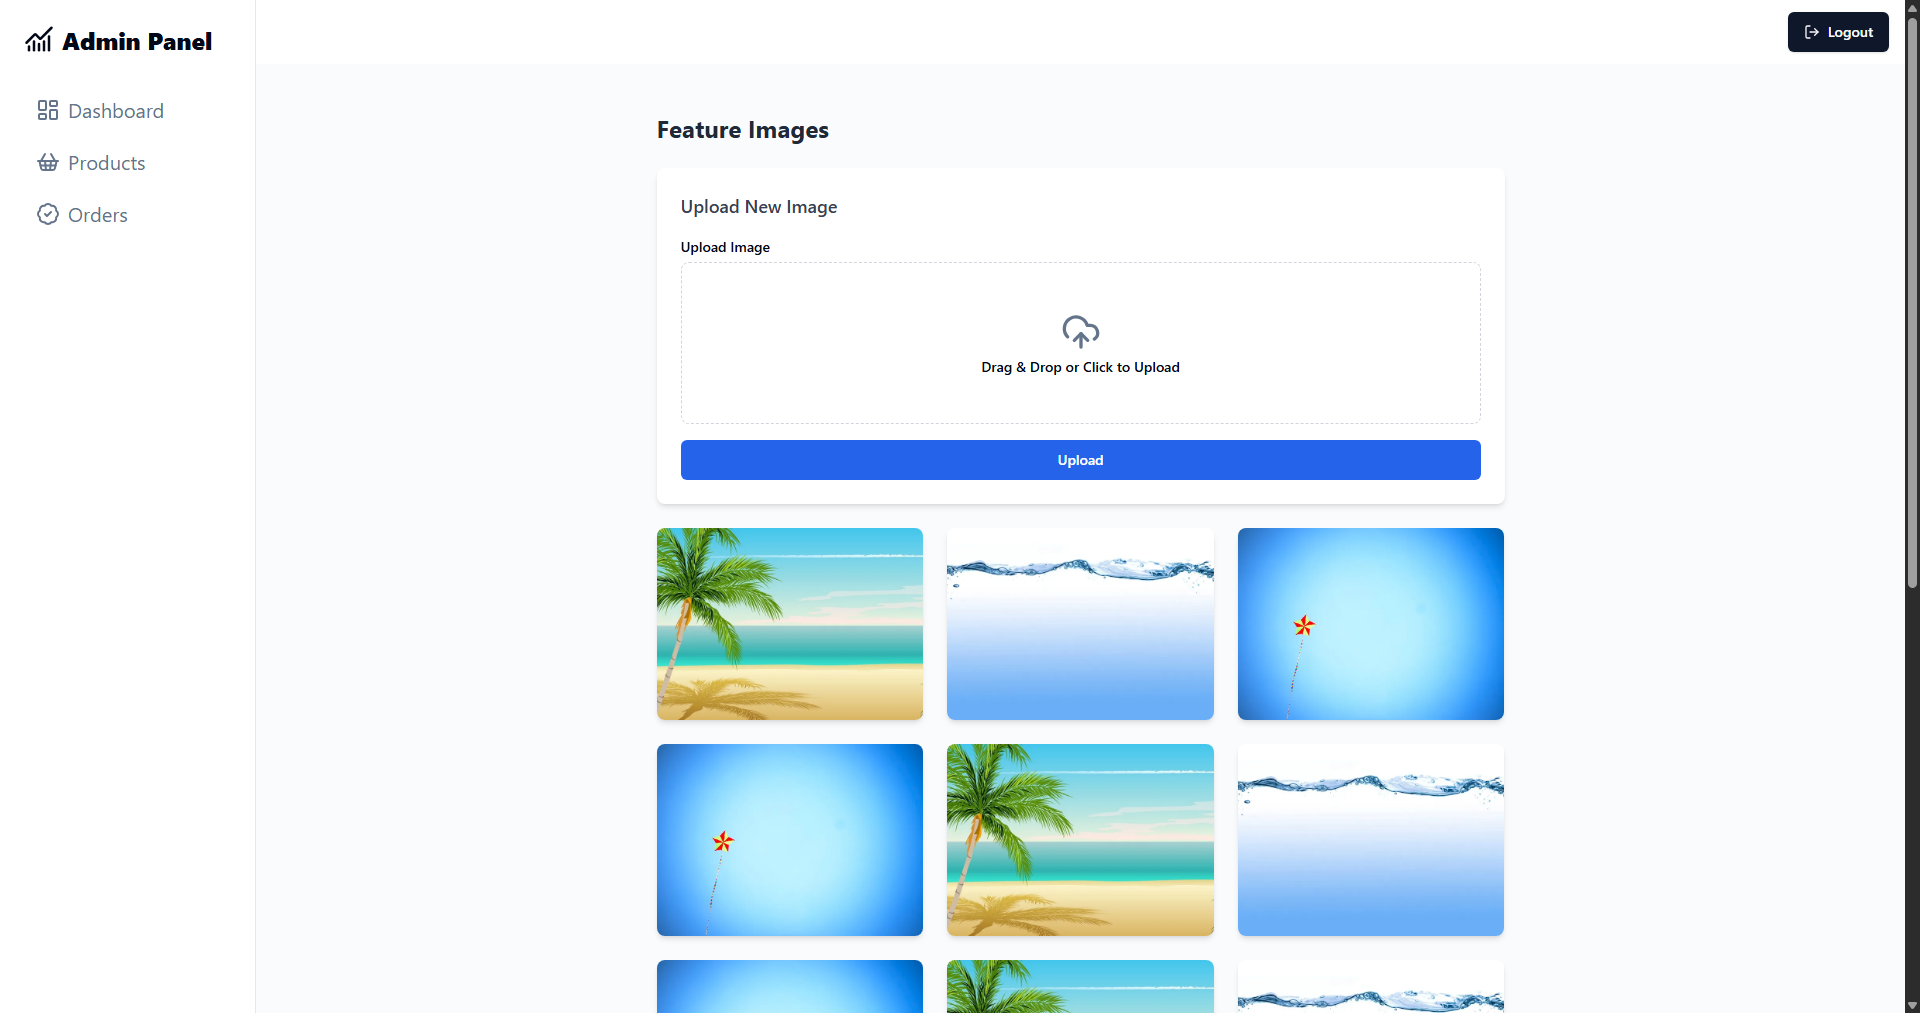 Admin Panel
Logout
Dashboard
Products
Orders
Feature Images
Upload New Image
Upload Image
Drag & Drop or Click to Upload
Upload